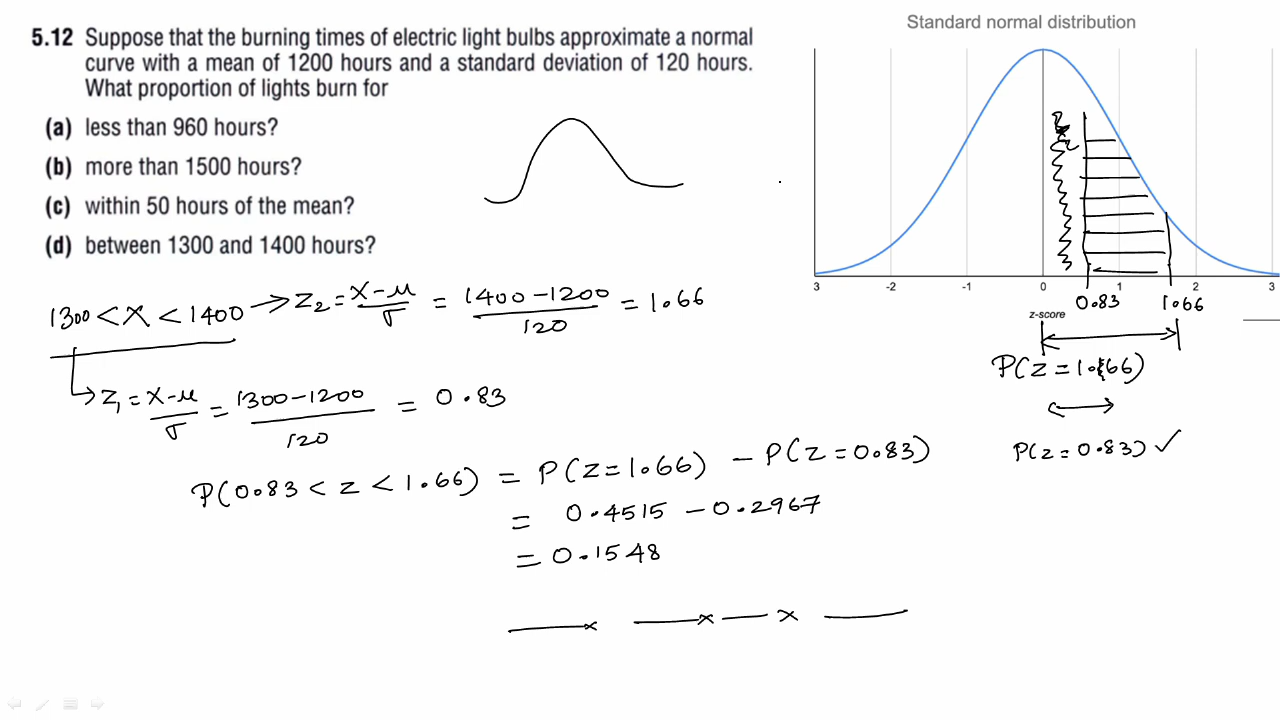 5.12 Suppose that the burning times of electric light bulbs approximate a normal
curve with a mean of 1200 hours and a standard deviation of 120 hours.
What proportion of lights burn for
(a) less than 960 hours?
(b) more than 1500 hours?
(c) within 50 hours of the mean?
(d) between 1300 and 1400 hours?
Standard normal distribution
3 -2 -1 0 1 2 3
0.83 1.66
z-score
1300 < X < 1400 → Z₂ = X-μ/σ = 1400-1200/120 = 1.66
P(Z = 1.66)
Z₁ = X-μ/σ = 1300-1200/120 = 0.83
P(Z = 0.83) ✓
P(0.83 < Z < 1.66) = P(Z=1.66) - P(Z=0.83)
= 0.4515 - 0.2967
= 0.1548